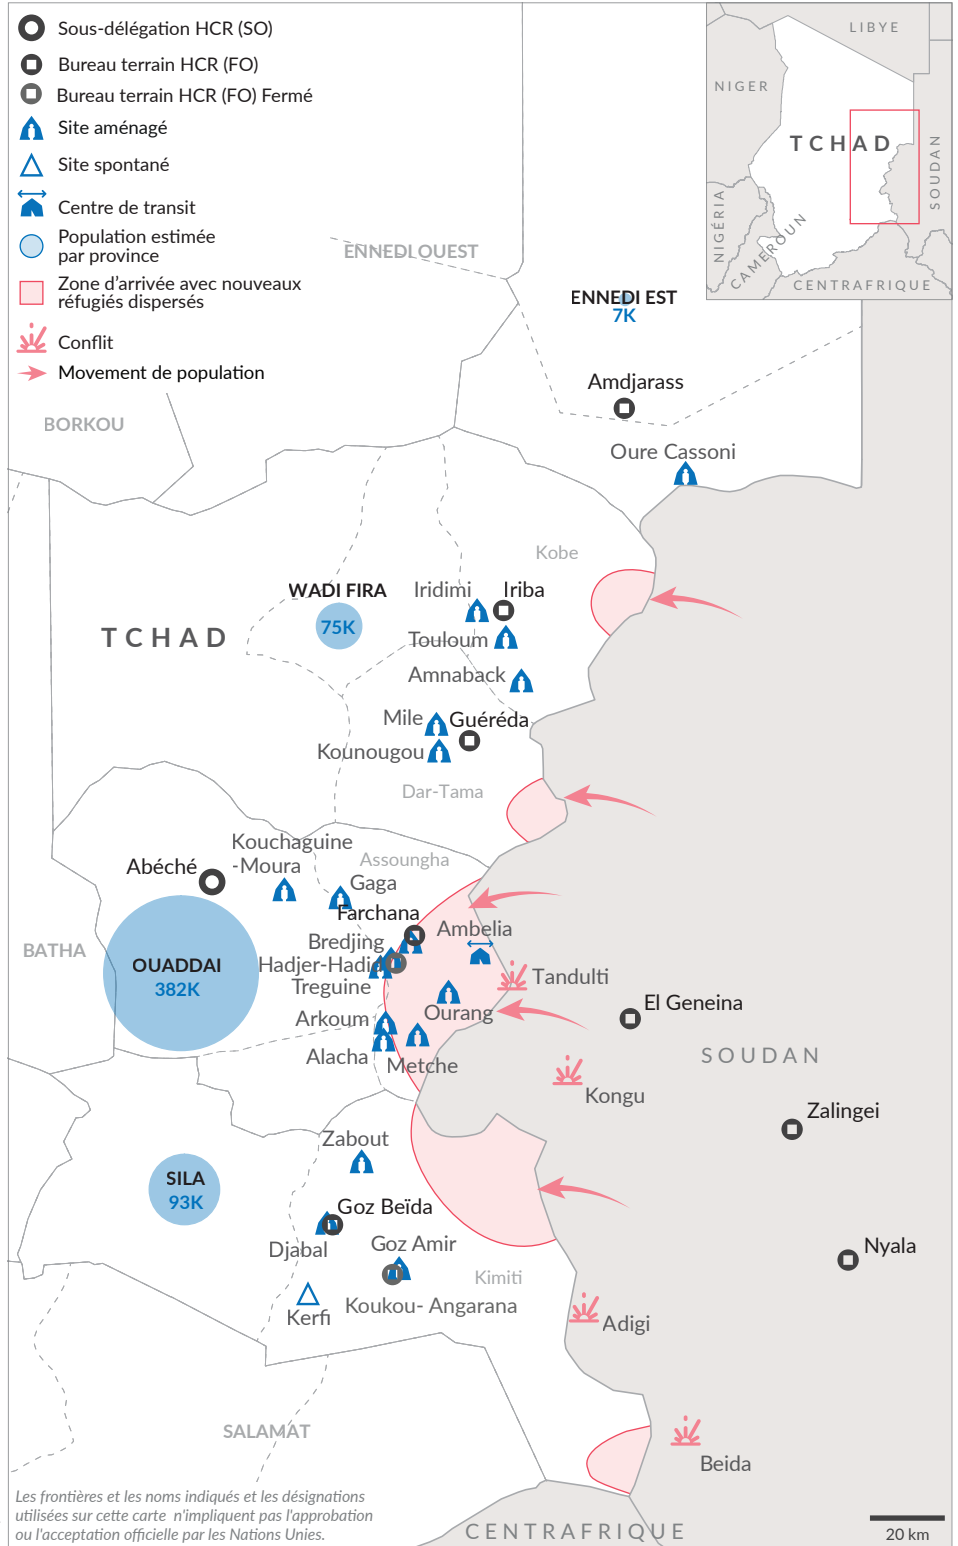 Sous-délégation HCR (SO)
Bureau terrain HCR (FO)
Bureau terrain HCR (FO) Fermé
Site aménagé
Site spontané
Centre de transit
Population estimée
par province
Zone d'arrivée avec nouveaux
réfugiés dispersés
Conflit
Movement de population
LIBYE
NIGER
TCHAD
SOUDAN
NIGÉRIA
CAMEROUN
CENTRAFRIQUE
ENNEDI OUEST
ENNEDI EST
7K
Amdjarass
BORKOU
Oure Cassoni
Kobe
WADI FIRA
75K
Iridimi
Iriba
TCHAD
Touloum
Amnaback
Mile
Guéréda
Kounougou
Dar-Tama
Kouchaguine
-Moura
Assoungha
Abéché
Gaga
Farchana
Ambelia
Bredjing
BATHA
OUADDAI
382K
Hadjer-Hadid
Tandulti
Treguine
Ourang
El Geneina
Arkoum
Alacha
Metche
SOUDAN
Kongu
Zalingei
Zabout
SILA
93K
Goz Beïda
Djabal
Goz Amir
Nyala
Kimiti
Koukou- Angarana
Kerfi
Adigi
SALAMAT
Beida
Les frontières et les noms indiqués et les désignations
utilisées sur cette carte n'impliquent pas l'approbation
ou l'acceptation officielle par les Nations Unies.
CENTRAFRIQUE
20 km